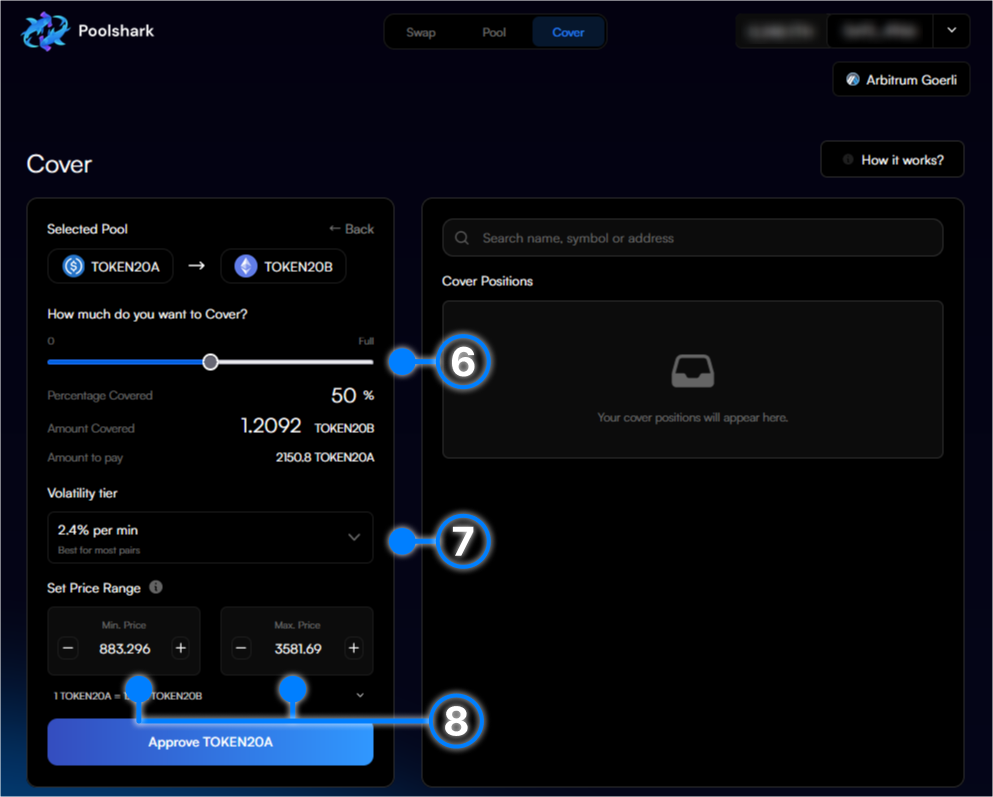 Poolshark
Swap Pool Cover
Arbitrum Goerli
Cover
How it works?
Selected Pool ← Back
TOKEN20A → TOKEN20B
How much do you want to Cover?
0 Full
Percentage Covered 50 %
Amount Covered 1.2092 TOKEN20B
Amount to pay 2150.8 TOKEN20A
Volatility tier
2.4% per min
Best for most pairs
Set Price Range
Min. Price Max. Price
− 883.296 + − 3581.69 +
1 TOKEN20A = TOKEN20B
Approve TOKEN20A
Search name, symbol or address
Cover Positions
Your cover positions will appear here.
6
7
8